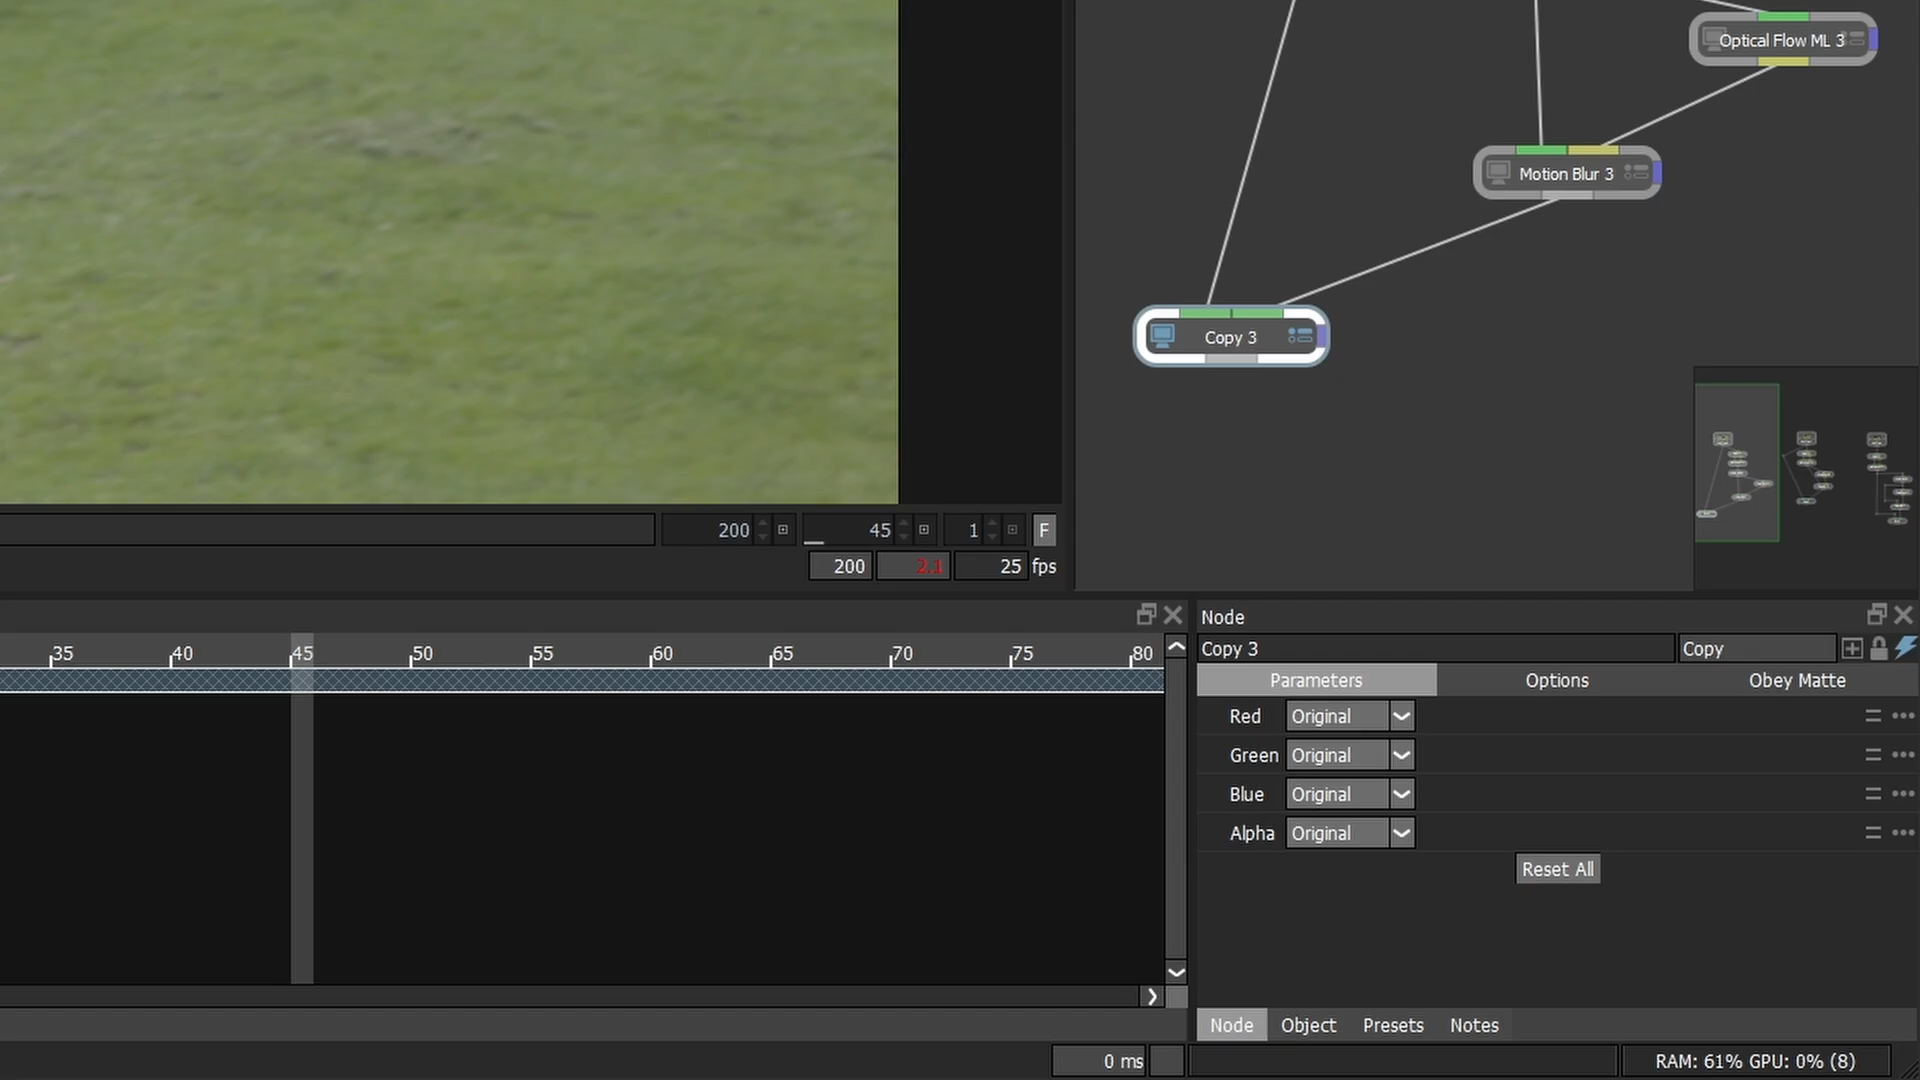 Optical Flow ML 3
Motion Blur 3
Copy 3
200 45 1 F
200 2.1 25 fps
35 40 45 50 55 60 65 70 75 80
Node
Copy 3 Copy
Parameters Options Obey Matte
Red Original
Green Original
Blue Original
Alpha Original
Reset All
Node Object Presets Notes
0 ms
RAM: 61% GPU: 0% (8)